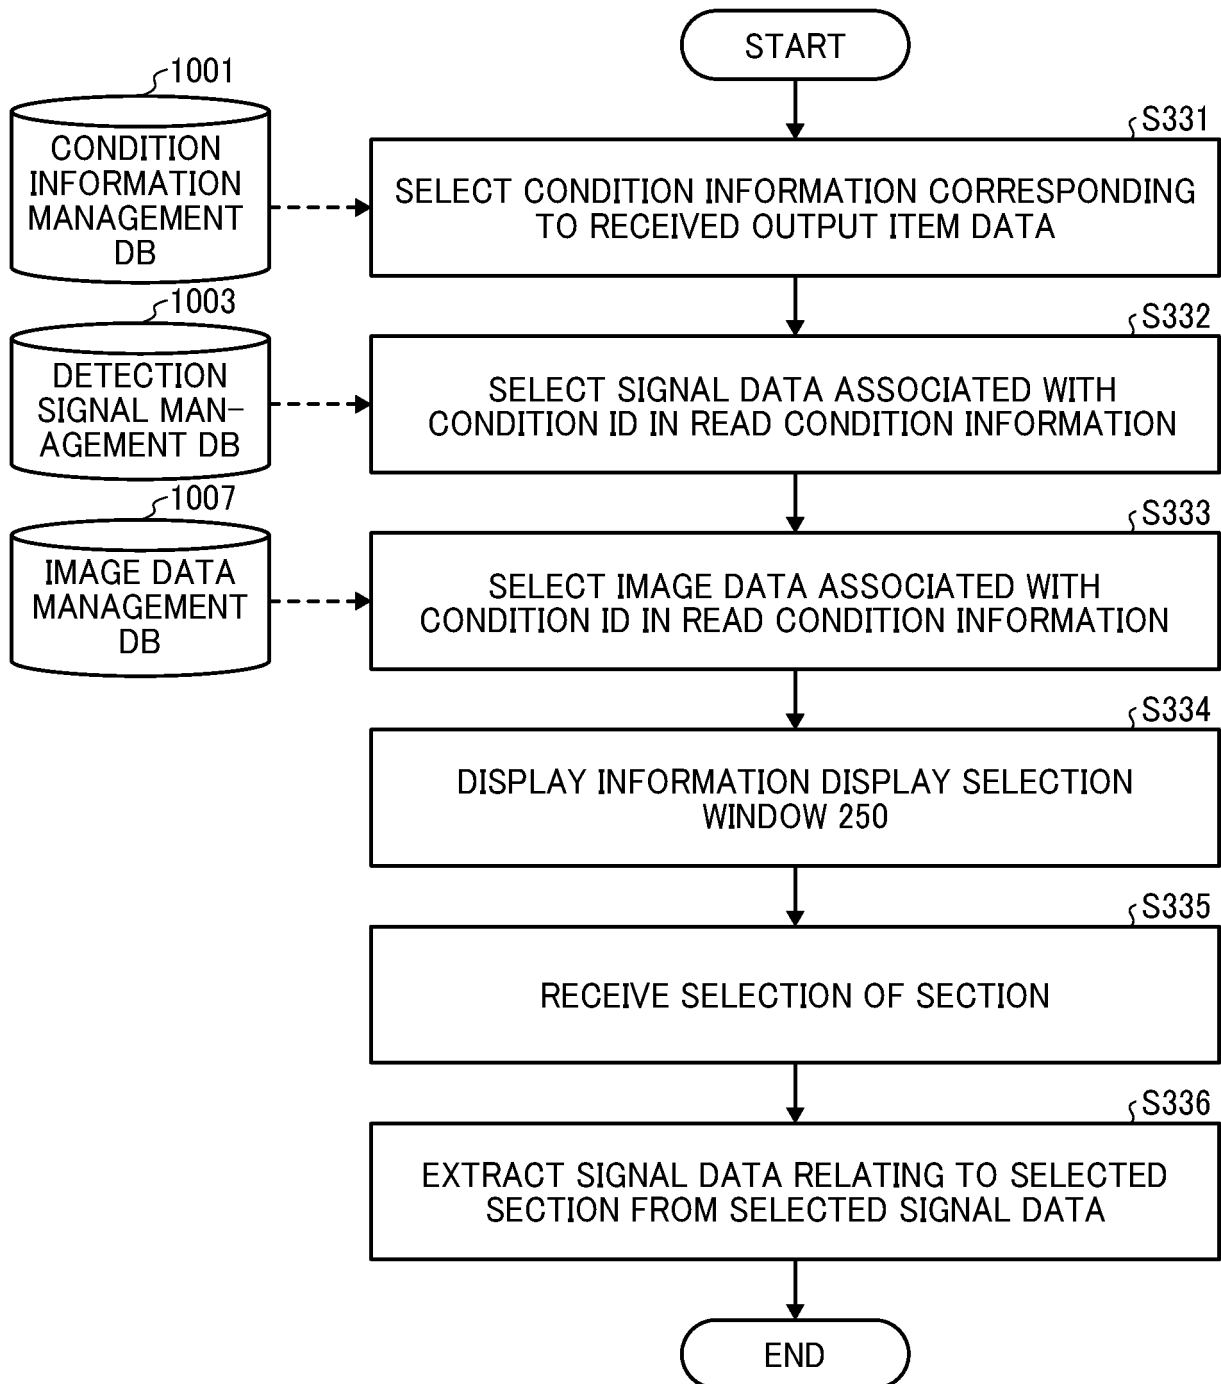 START
1001
CONDITION
INFORMATION
MANAGEMENT
DB
S331
SELECT CONDITION INFORMATION CORRESPONDING
TO RECEIVED OUTPUT ITEM DATA
1003
DETECTION
SIGNAL MAN-
AGEMENT DB
S332
SELECT SIGNAL DATA ASSOCIATED WITH
CONDITION ID IN READ CONDITION INFORMATION
1007
IMAGE DATA
MANAGEMENT
DB
S333
SELECT IMAGE DATA ASSOCIATED WITH
CONDITION ID IN READ CONDITION INFORMATION
S334
DISPLAY INFORMATION DISPLAY SELECTION
WINDOW 250
S335
RECEIVE SELECTION OF SECTION
S336
EXTRACT SIGNAL DATA RELATING TO SELECTED
SECTION FROM SELECTED SIGNAL DATA
END